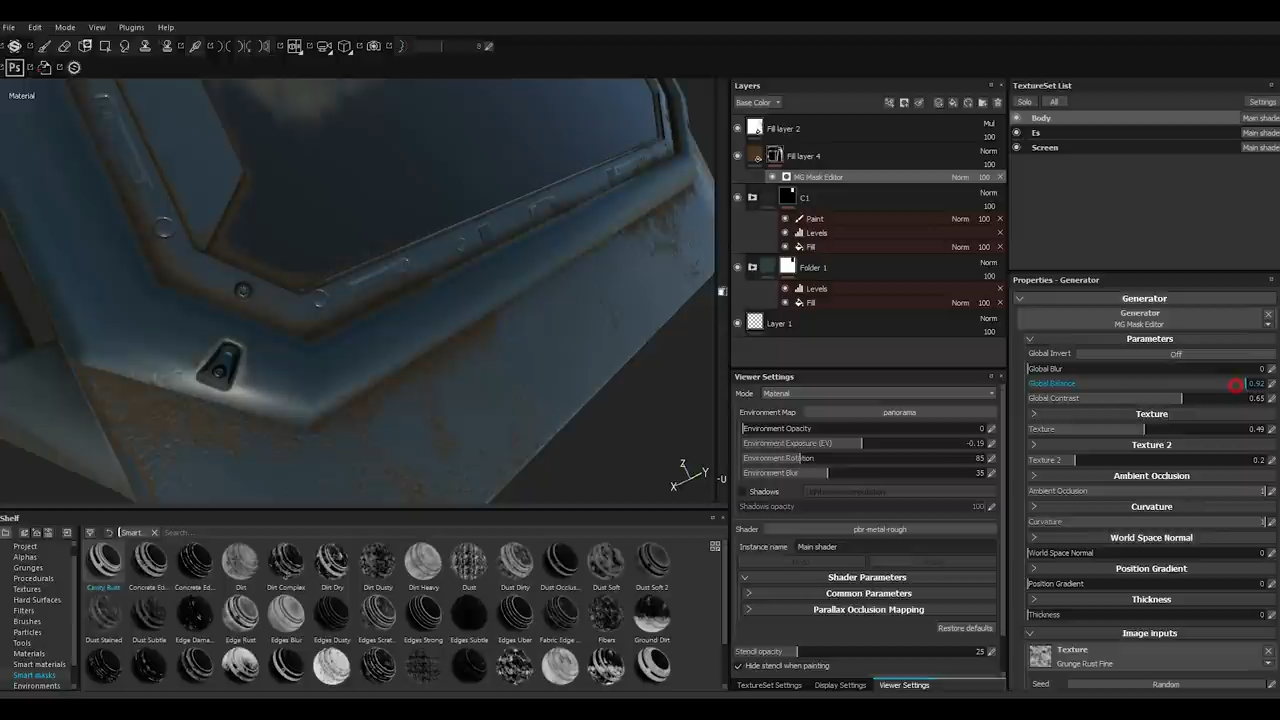 File Edit Mode View Plugins Help
8
Ps
Material
Z
Y
X
-U
Layers
Base Color
Fill layer 2 Mul
100
Fill layer 4 Norm
100
MG Mask Editor Norm 100
C1 Norm
100
Paint Norm 100
Levels
Fill Norm 100
Folder 1 Norm
100
Levels
Fill Norm 100
Layer 1 Norm
100
Viewer Settings
Mode Material
Environment Map panorama
Environment Opacity 0
Environment Exposure (EV) -0.19
Environment Rotation 85
Environment Blur 35
Shadows
Shadows opacity 100
Shader pbr-metal-rough
Instance name Main shader
Shader Parameters
Common Parameters
Parallax Occlusion Mapping
Restore defaults
Stencil opacity 25
Hide stencil when painting
TextureSet Settings Display Settings Viewer Settings
TextureSet List
Solo All Settings
Body Main shade
Es Main shade
Screen Main shade
Properties - Generator
Generator
Generator
MG Mask Editor
Parameters
Global Invert Off
Global Blur 0
Global Balance 0.92
Global Contrast 0.65
Texture
Texture 0.49
Texture 2
Texture 2 0.2
Ambient Occlusion
Ambient Occlusion 1
Curvature
Curvature 1
World Space Normal
World Space Normal 0
Position Gradient
Position Gradient 0
Thickness
Thickness 0
Image inputs
Texture
Grunge Rust Fine
Seed Random
Shelf
Smart... Search...
Project
Alphas
Grunges
Procedurals
Textures
Hard Surfaces
Filters
Brushes
Particles
Tools
Materials
Smart materials
Smart masks
Environments
Cavity Rust Concrete Ed... Concrete Ed... Dirt Dirt Complex Dirt Dry Dirt Dusty Dirt Heavy Dust Dust Dirty Dust Occlus... Dust Soft Dust Soft 2
Dust Stained Dust Subtle Edge Dama... Edges Rust Edges Blur Edges Dusty Edges Scrat... Edges Strong Edges Subtle Edges Uber Fabric Edge ... Fibers Ground Dirt